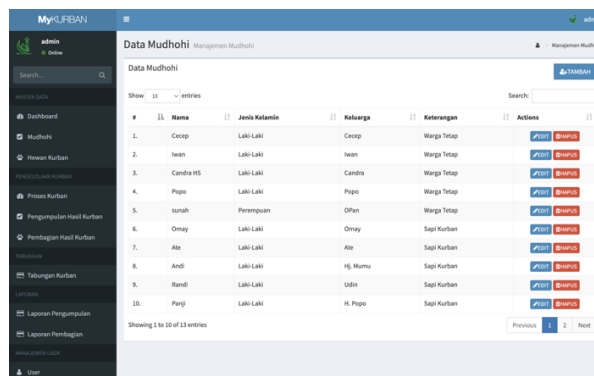 MyKURBAN
adm
admin
Online
Search...
MASTER DATA
Dashboard
Mudhohi
Hewan Kurban
PENGELOLAAN KURBAN
Proses Kurban
Pengumpulan Hasil Kurban
Pembagian Hasil Kurban
TABUNGAN
Tabungan Kurban
LAPORAN
Laporan Pengumpulan
Laporan Pembagian
MANAJEMEN USER
User
Data Mudhohi Manajemen Mudhohi
> Manajemen Mudh
Data Mudhohi
TAMBAH
Show 10 entries Search:
# Nama Jenis Kelamin Keluarga Keterangan Actions
1. Cecep Laki-Laki Cecep Warga Tetap EDIT HAPUS
2. Iwan Laki-Laki Iwan Warga Tetap EDIT HAPUS
3. Candra HS Laki-Laki Candra Warga Tetap EDIT HAPUS
4. Popo Laki-Laki Popo Warga Tetap EDIT HAPUS
5. sunah Perempuan OPan Warga Tetap EDIT HAPUS
6. Omay Laki-Laki Omay Sapi Kurban EDIT HAPUS
7. Ate Laki-Laki Ate Sapi Kurban EDIT HAPUS
8. Andi Laki-Laki Hj. Mumu Sapi Kurban EDIT HAPUS
9. Randi Laki-Laki Udin Sapi Kurban EDIT HAPUS
10. Panji Laki-Laki H. Popo Sapi Kurban EDIT HAPUS
Showing 1 to 10 of 13 entries
Previous 1 2 Next